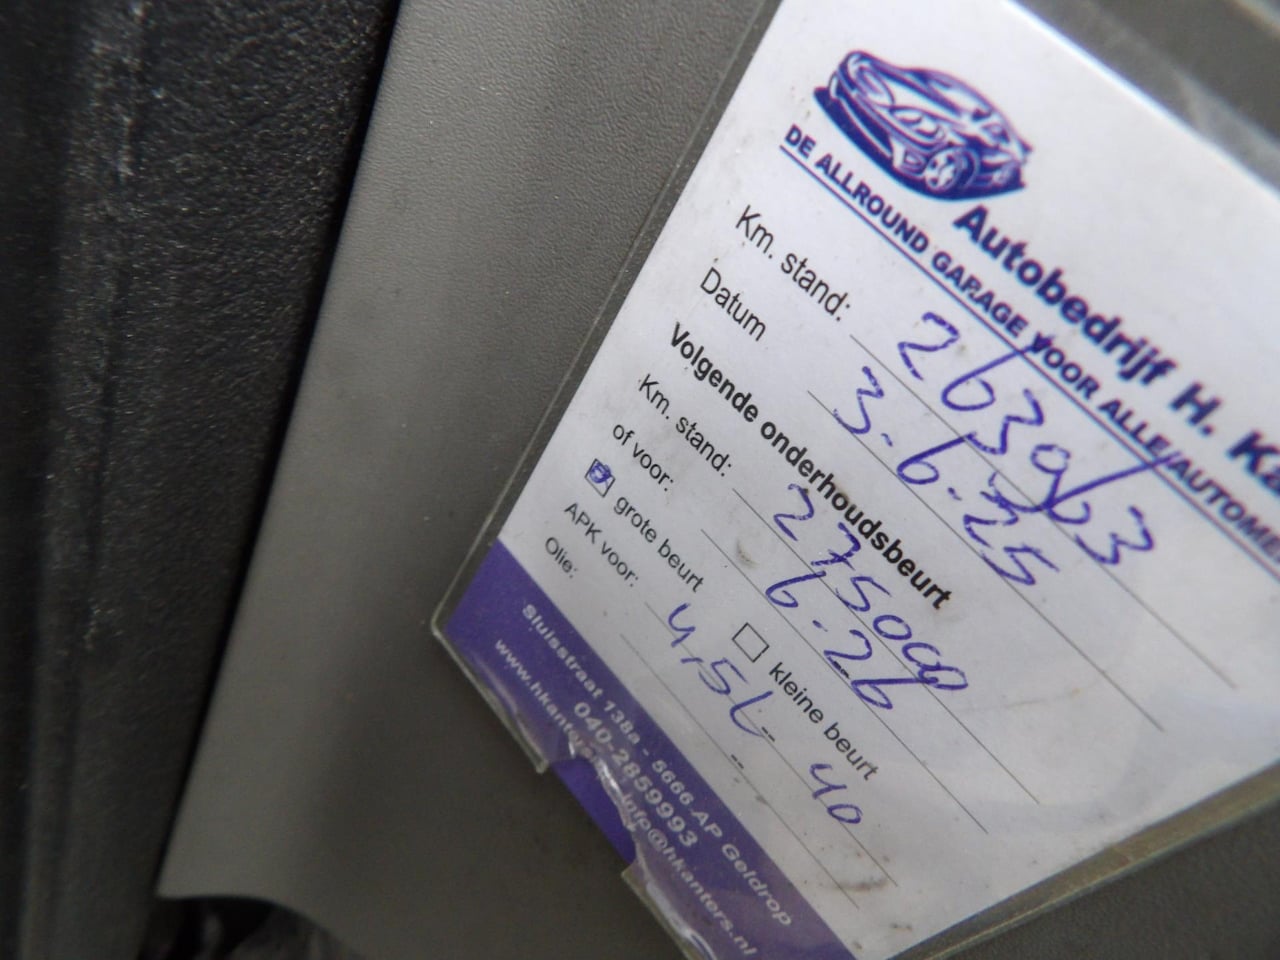 Autobedrijf H. Ka
DE ALLROUND GARAGE VOOR ALLE AUTOME
Km. stand: 263963
Datum 3-6-25
Volgende onderhoudsbeurt
Km. stand: 275000
of voor: 6-26
grote beurt kleine beurt
APK voor:
Olie: 4,5L 40
Sluisstraat 138a - 5666 AP Geldrop
040-2859993
info@hkanters.nl